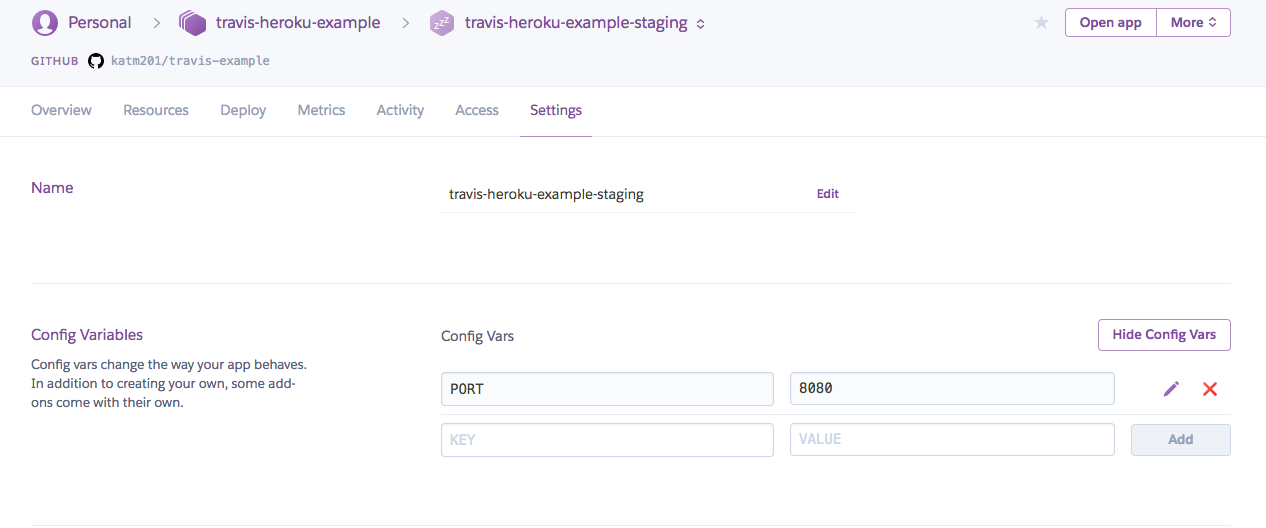 Personal travis-heroku-example zzz travis-heroku-example-staging Open app More
GITHUB katm201/travis-example
Overview Resources Deploy Metrics Activity Access Settings
Name travis-heroku-example-staging Edit
Config Variables
Config vars change the way your app behaves.
In addition to creating your own, some add-
ons come with their own.
Config Vars Hide Config Vars
PORT 8080
KEY VALUE Add